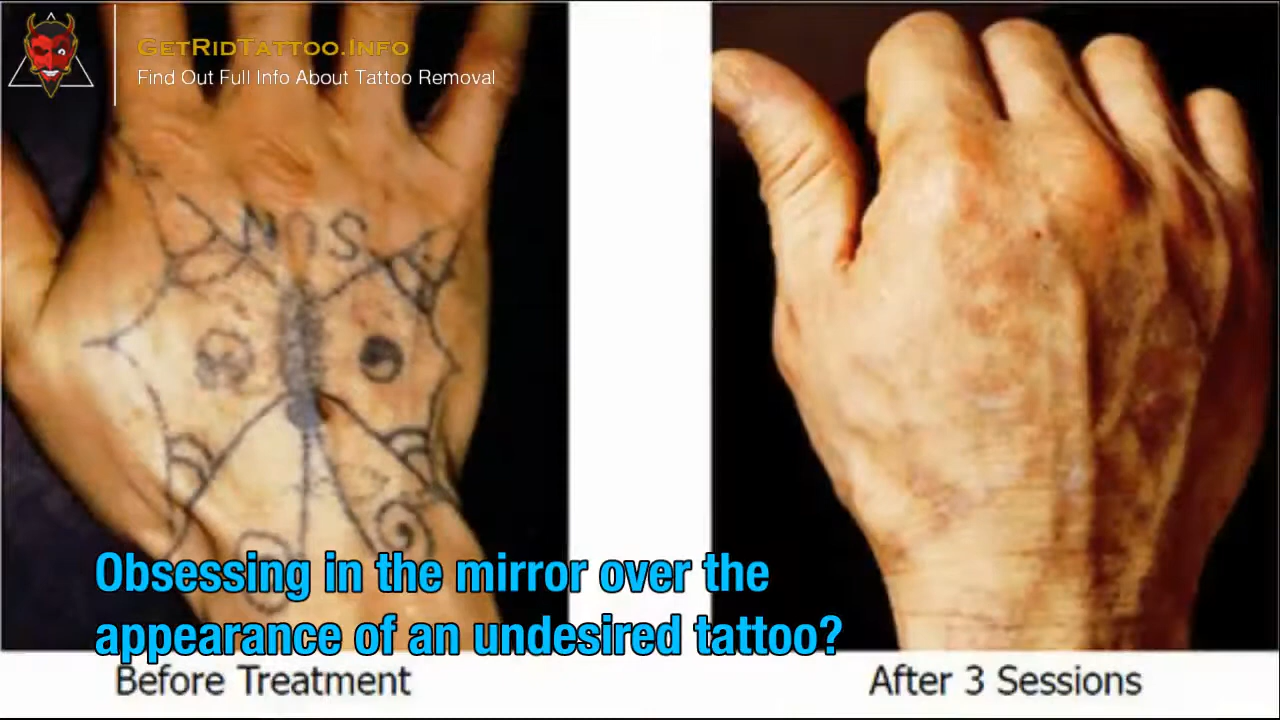 GetRidTattoo.Info
Find Out Full Info About Tattoo Removal
NOS
Obsessing in the mirror over the
appearance of an undesired tattoo?
Before Treatment
After 3 Sessions